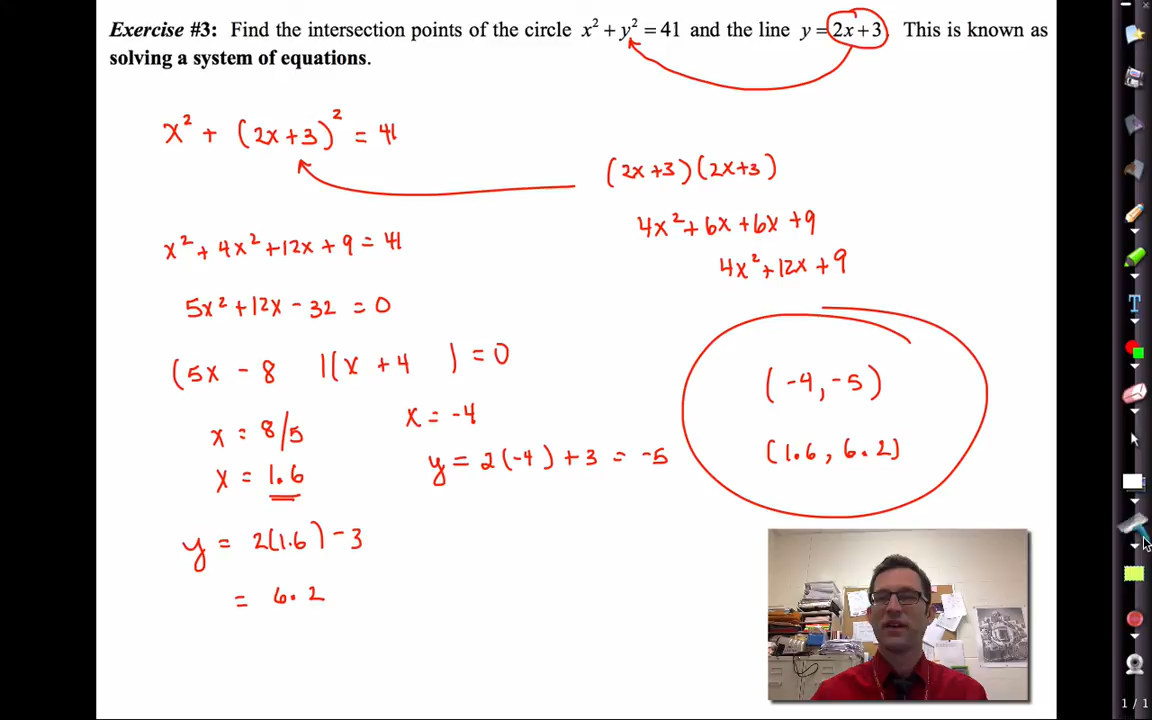 Exercise #3: Find the intersection points of the circle x² + y² = 41 and the line y = 2x+3. This is known as
solving a system of equations.
x² + (2x+3)² = 41
(2x+3)(2x+3)
4x²+6x+6x+9
4x²+12x+9
x²+4x²+12x+9 = 41
5x²+12x-32 = 0
(5x - 8 )(x + 4 ) = 0
x = 8/5
x = 1.6
x = -4
y = 2(-4)+3 = -5
y = 2(1.6)-3
= 6.2
(-4,-5)
(1.6, 6.2)
T
1 / 1